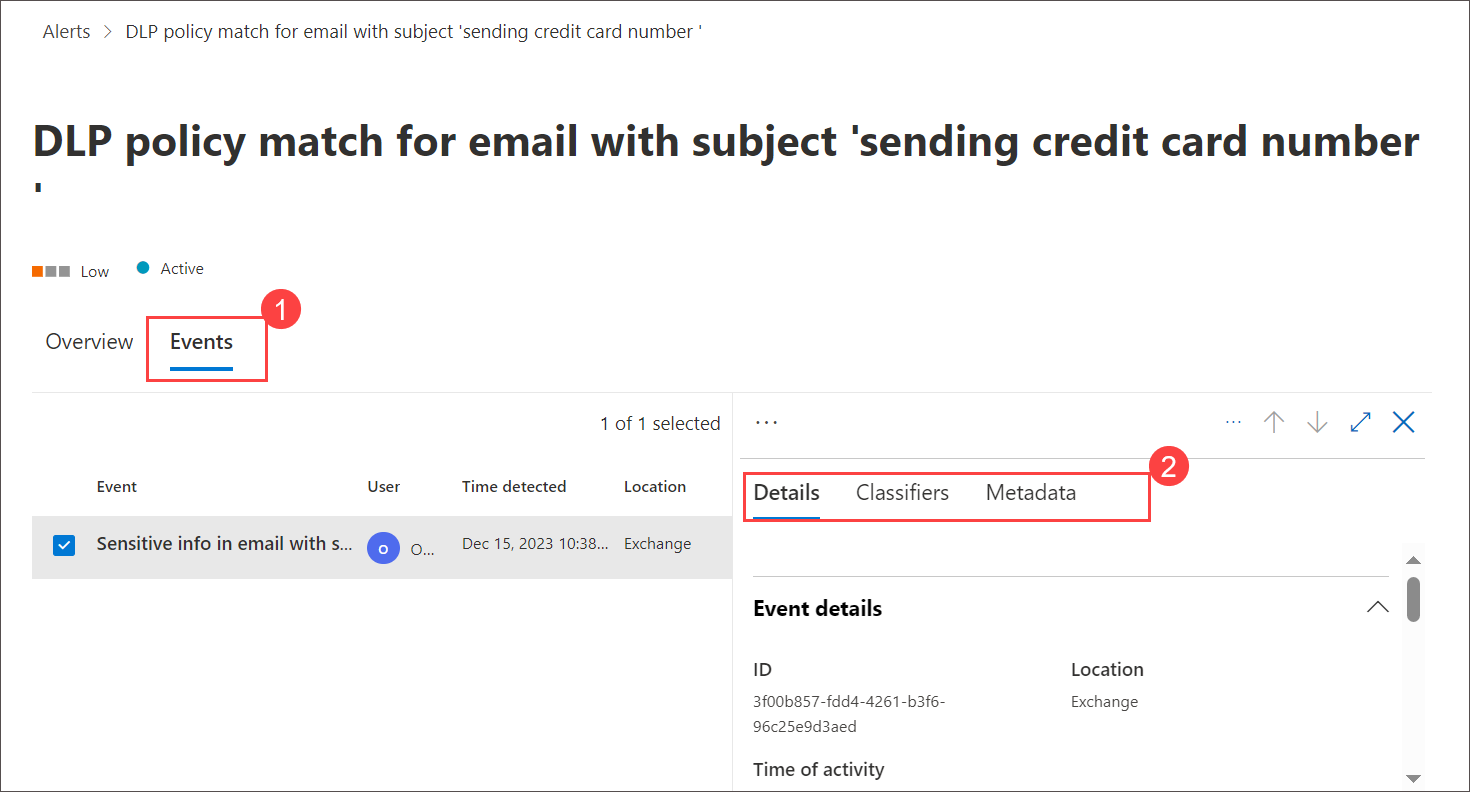 Alerts > DLP policy match for email with subject 'sending credit card number '
DLP policy match for email with subject 'sending credit card number
'
Low Active
1
Overview Events
1 of 1 selected ... ...
2
Details Classifiers Metadata
Event User Time detected Location
Sensitive info in email with s... O O... Dec 15, 2023 10:38... Exchange
Event details
ID Location
3f00b857-fdd4-4261-b3f6- Exchange
96c25e9d3aed
Time of activity